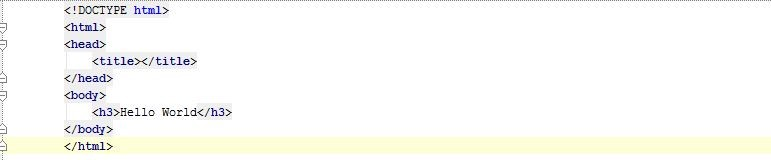 <!DOCTYPE html>
<html>
<head>
    <title></title>
</head>
<body>
    <h3>Hello World</h3>
</body>
</html>